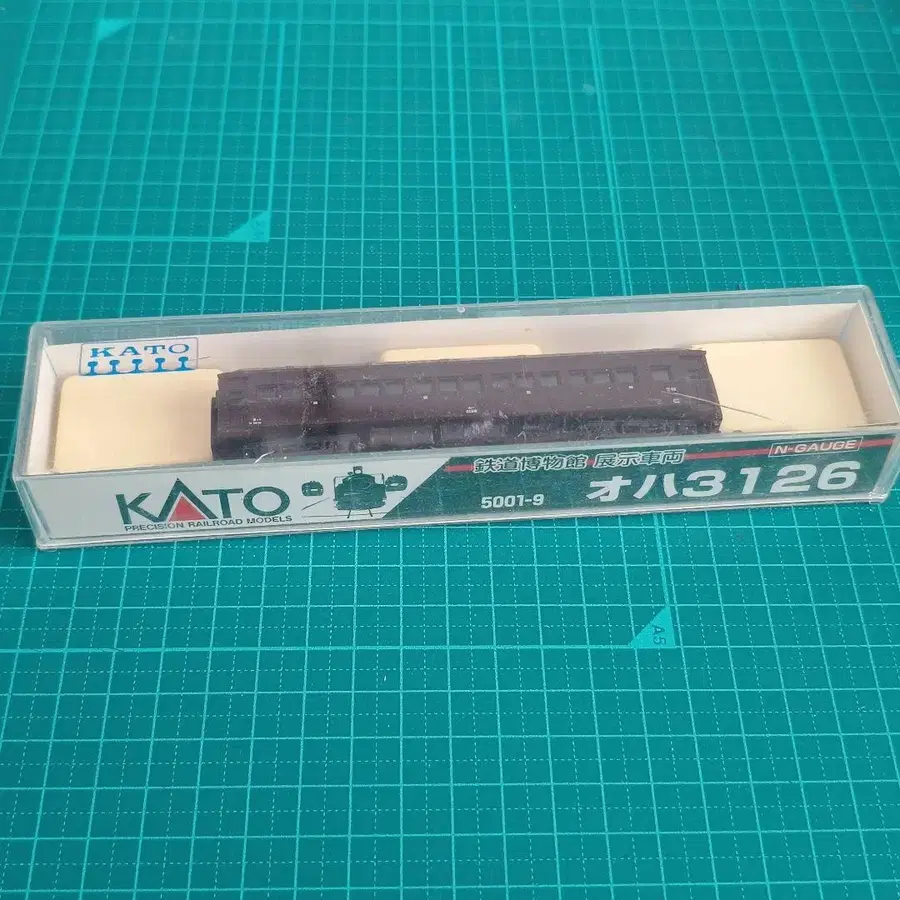 KATO
KATO
PRECISION RAILROAD MODELS
鉄道博物館 展示車両
N-GAUGE
5001-9
オハ3126
A5